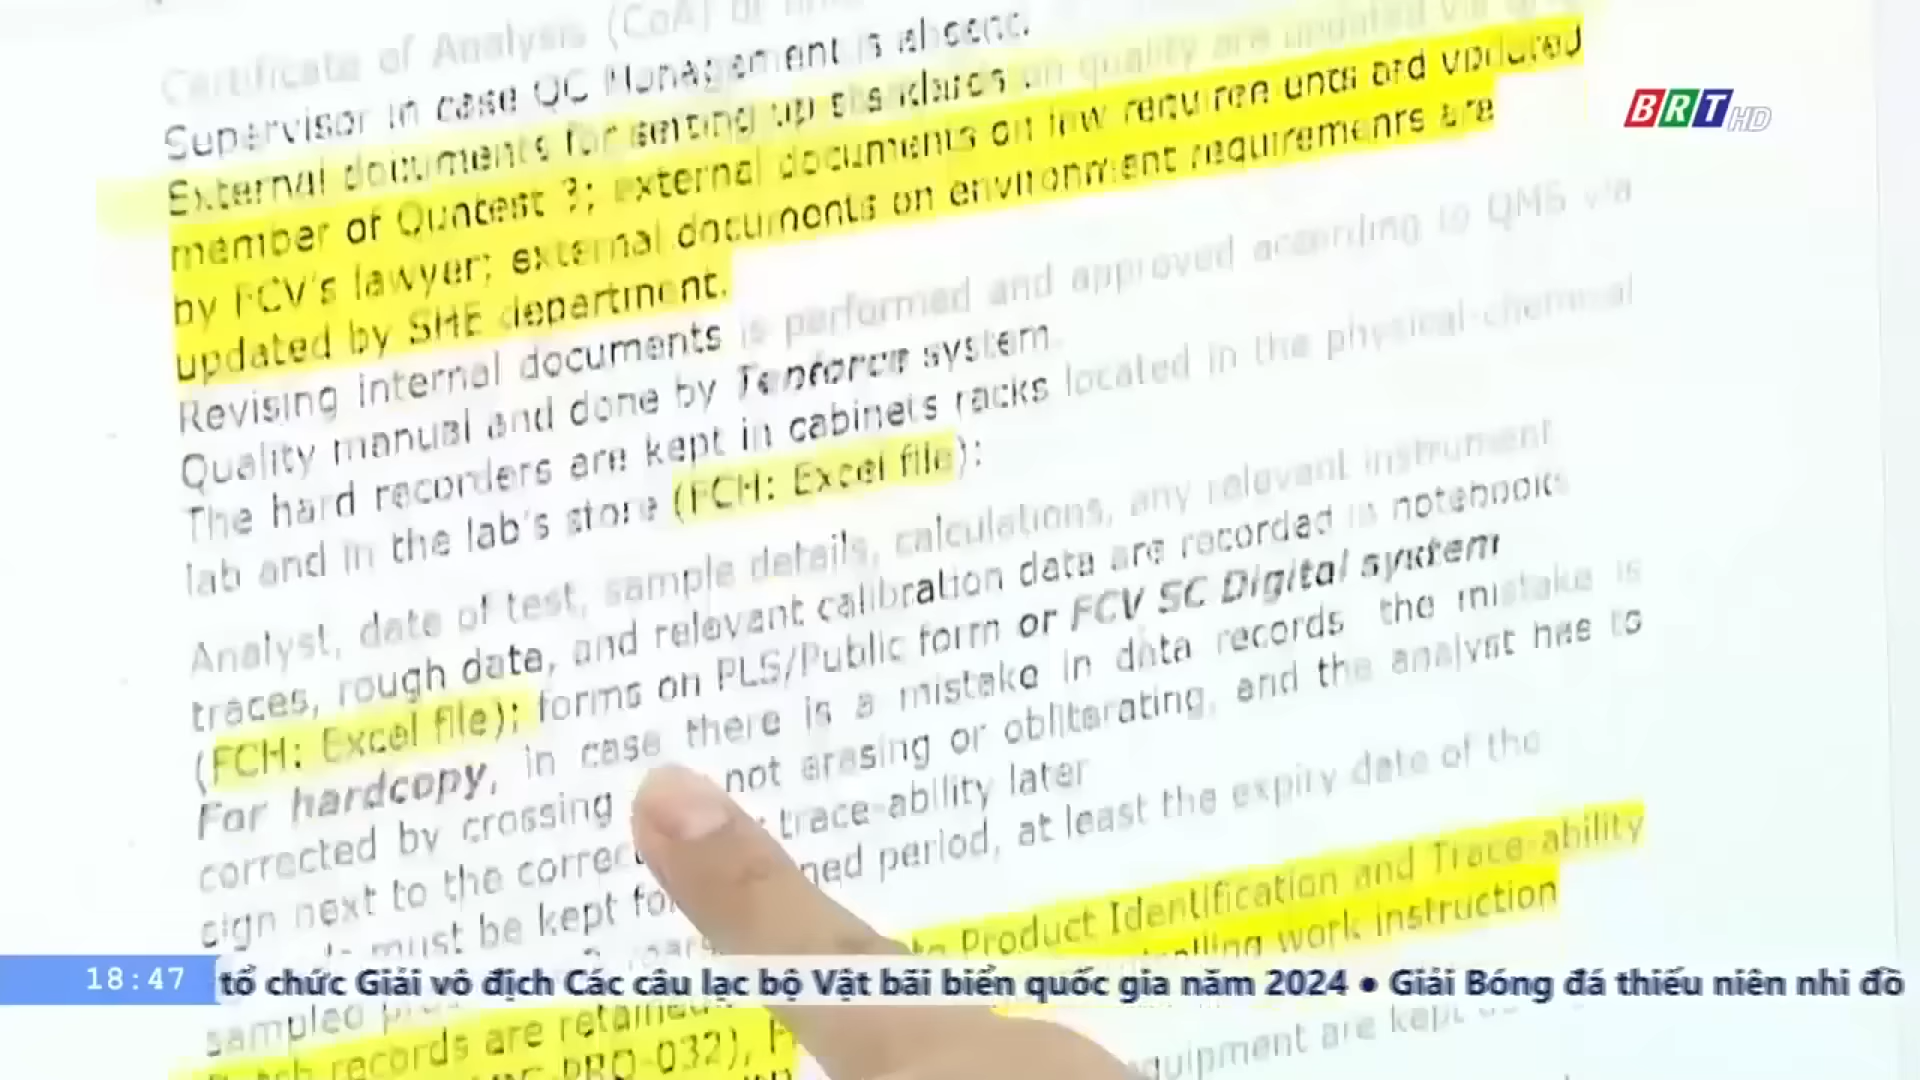 Certificate of Analysis (CoA) of
Supervisor in case QC Management is absent.
External documents for setting up standards on quality are updated via
member of Quatest 3; external documents on law requirements are updated
by FCV's lawyer; external documents on environment requirements are
updated by SHE department.
Revising internal documents is performed and approved according to QMS via
Quality manual and done by Tenforce system.
The hard recorders are kept in cabinets racks located in the physical-chemical
lab and in the lab's store (FCH: Excel file):
Analyst, date of test, sample details, calculations, any relevant instrument
traces, rough data, and relevant calibration data are recorded in notebooks
(FCH: Excel file); forms on PLS/Public form or FCV SC Digital system
For hardcopy, in case there is a mistake in data records the mistake is
corrected by crossing not erasing or obliterating, and the analyst has to
sign next to the trace-ability later
must be kept period, at least the expiry date of the
Product Identification and Trace-ability
work instruction
records are retained
PRO-032),
equipment are kept
BRT HD
18:47 tổ chức Giải vô địch Các câu lạc bộ Vật bãi biển quốc gia năm 2024 • Giải Bóng đá thiếu niên nhi đồ